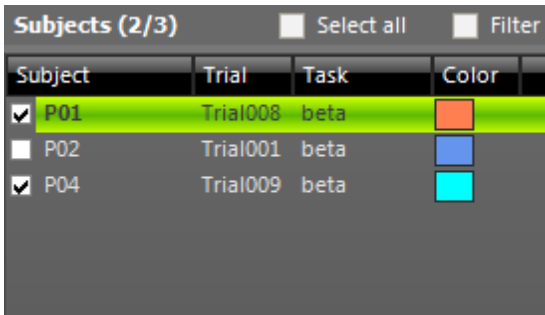 Subjects (2/3) Select all Filter
Subject Trial Task Color
P01 Trial008 beta
P02 Trial001 beta
P04 Trial009 beta